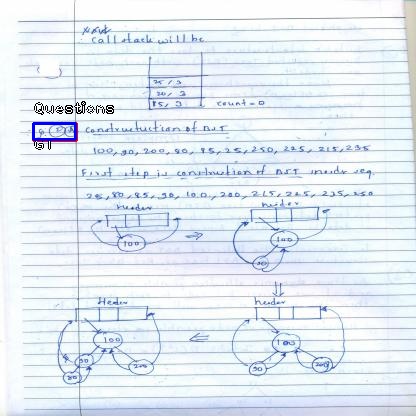 call stack will be
25, 3
20, 3
85, 3
count = 0
Questions
Q1
Constructuction of BST
100, 90, 200, 80, 85, 25, 250, 225, 215, 235
First step is construction of BST inorder seq.
25, 80, 85, 90, 100, 200, 215, 225, 235, 250
header
100
⇒
header
100
90
⇓
Header
100
90
200
80
⇐
header
100
90
200